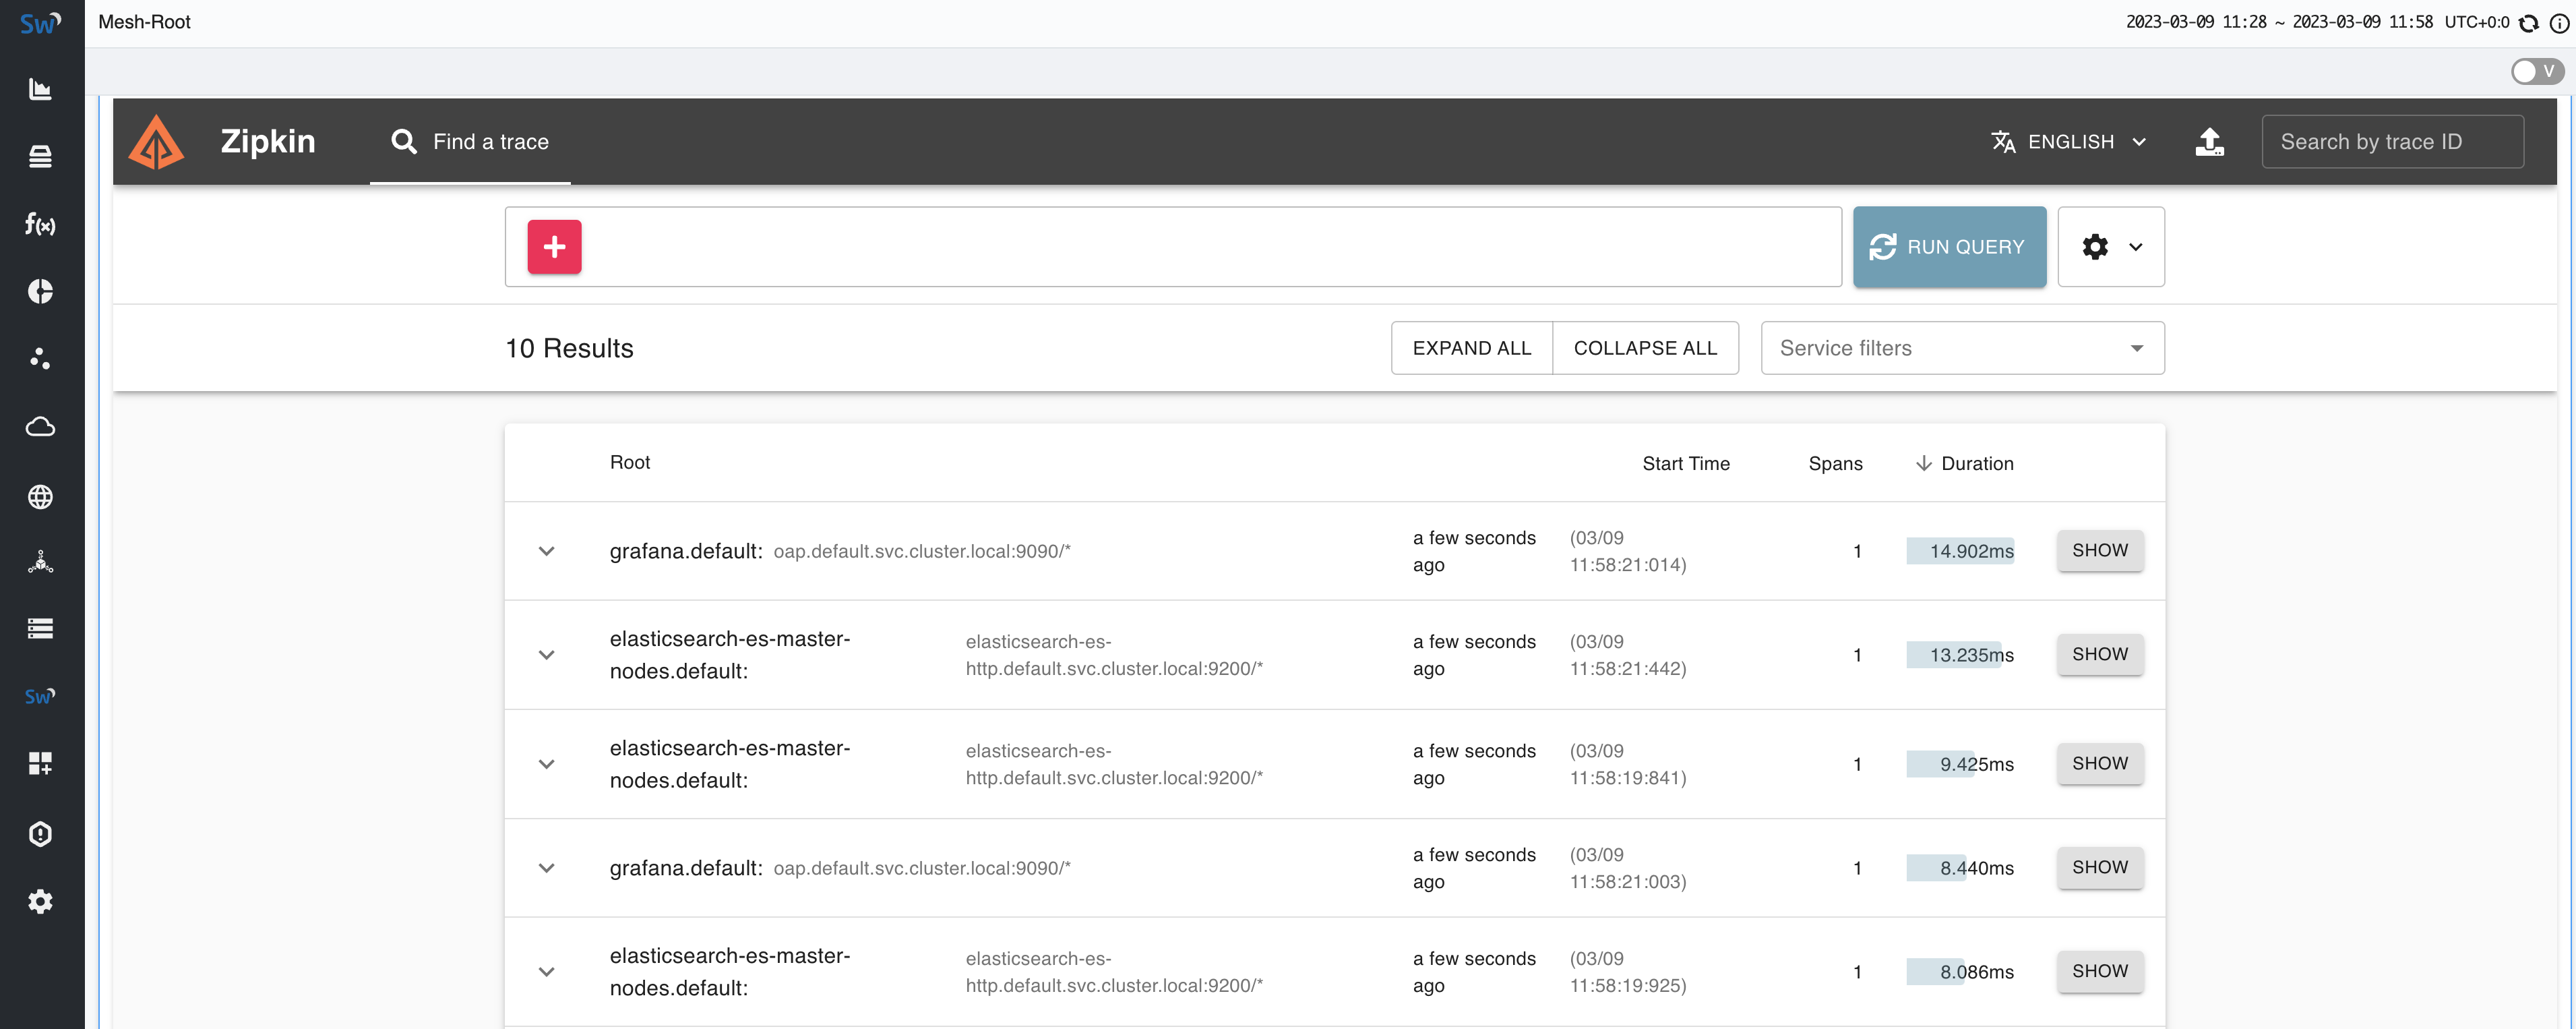 Sw
Mesh-Root
2023-03-09 11:28 ~ 2023-03-09 11:58 UTC+0:0
V
Zipkin
Find a trace
ENGLISH
Search by trace ID
RUN QUERY
10 Results
EXPAND ALL
COLLAPSE ALL
Service filters
Root
Start Time
Spans
Duration
grafana.default: oap.default.svc.cluster.local:9090/*
a few seconds
ago
(03/09
11:58:21:014)
1
14.902ms
SHOW
elasticsearch-es-master-
nodes.default:
elasticsearch-es-
http.default.svc.cluster.local:9200/*
a few seconds
ago
(03/09
11:58:21:442)
1
13.235ms
SHOW
elasticsearch-es-master-
nodes.default:
elasticsearch-es-
http.default.svc.cluster.local:9200/*
a few seconds
ago
(03/09
11:58:19:841)
1
9.425ms
SHOW
grafana.default: oap.default.svc.cluster.local:9090/*
a few seconds
ago
(03/09
11:58:21:003)
1
8.440ms
SHOW
elasticsearch-es-master-
nodes.default:
elasticsearch-es-
http.default.svc.cluster.local:9200/*
a few seconds
ago
(03/09
11:58:19:925)
1
8.086ms
SHOW
f(x)
Sw